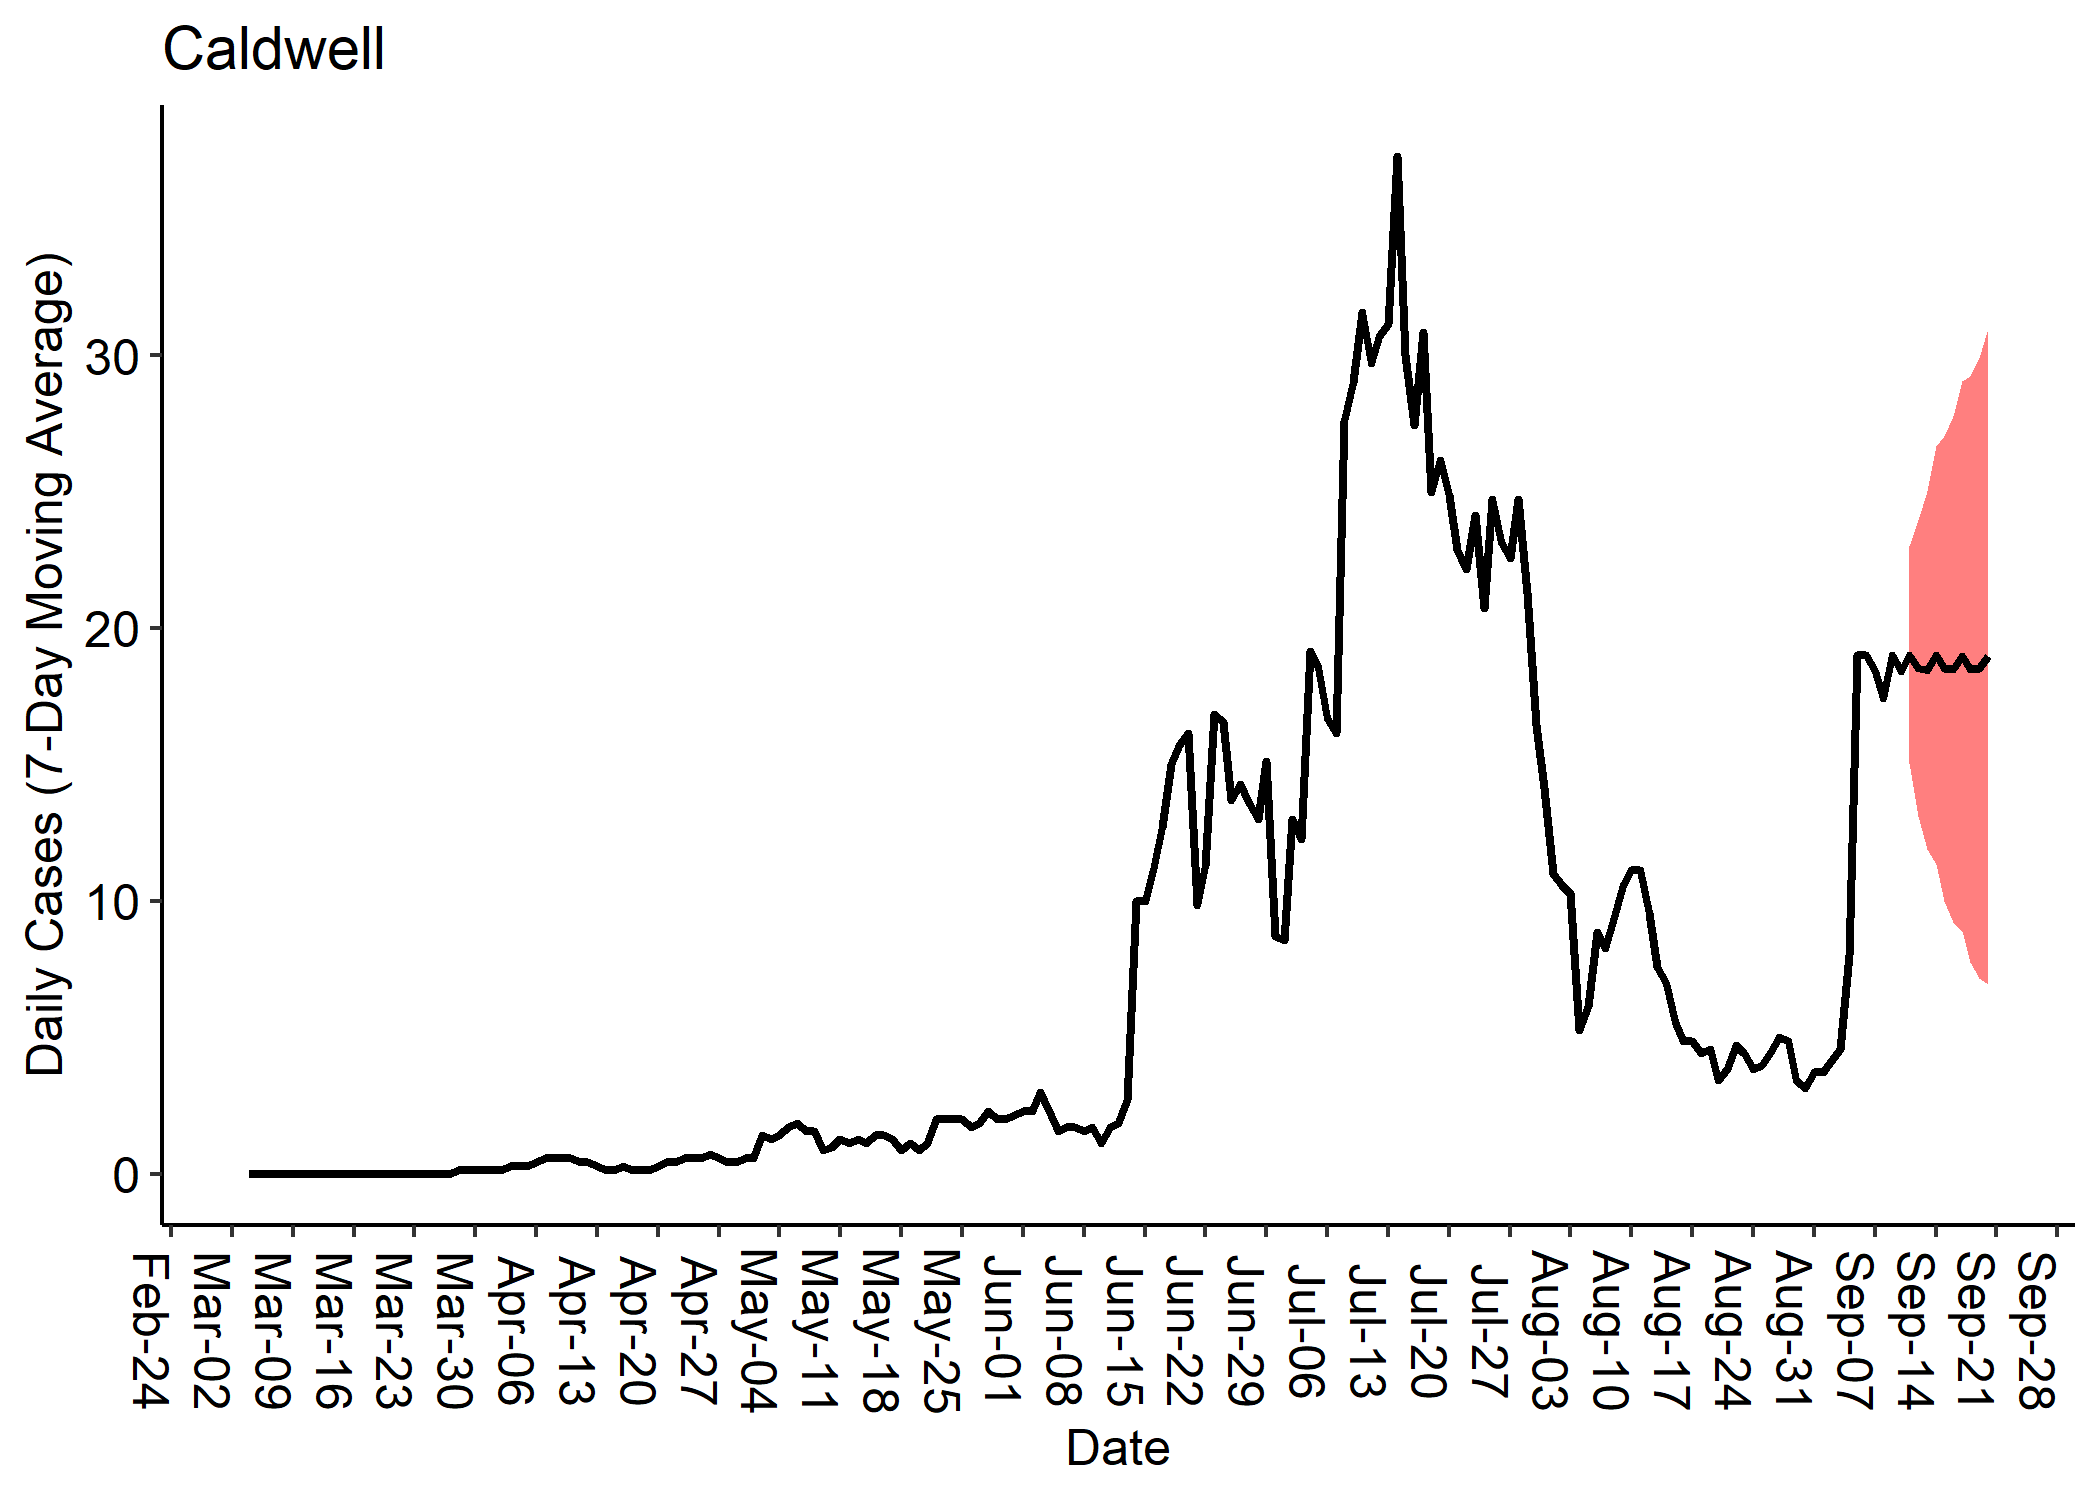 Caldwell
Daily Cases (7-Day Moving Average)
30
20
10
0
Feb-24
Mar-02
Mar-09
Mar-16
Mar-23
Mar-30
Apr-06
Apr-13
Apr-20
Apr-27
May-04
May-11
May-18
May-25
Jun-01
Jun-08
Jun-15
Jun-22
Jun-29
Jul-06
Jul-13
Jul-20
Jul-27
Aug-03
Aug-10
Aug-17
Aug-24
Aug-31
Sep-07
Sep-14
Sep-21
Sep-28
Date